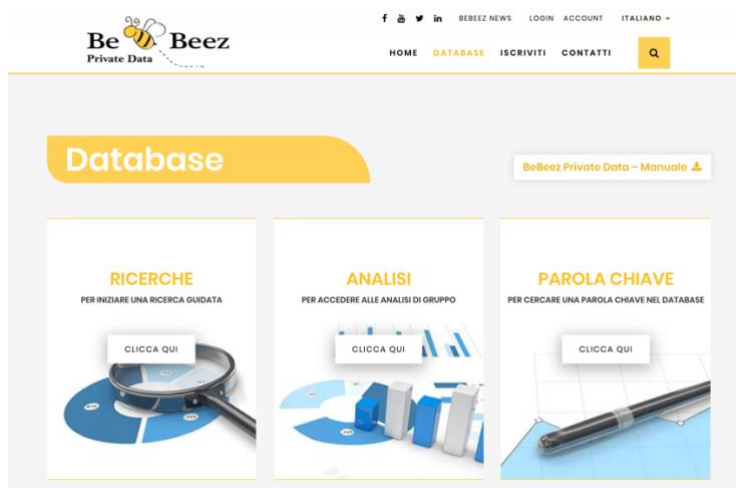 BEBEEZ NEWS LOGIN ACCOUNT ITALIANO
Be Beez
Private Data
HOME DATABASE ISCRIVITI CONTATTI
Database
BeBeez Private Data – Manuale
RICERCHE
PER INIZIARE UNA RICERCA GUIDATA
CLICCA QUI
ANALISI
PER ACCEDERE ALLE ANALISI DI GRUPPO
CLICCA QUI
PAROLA CHIAVE
PER CERCARE UNA PAROLA CHIAVE NEL DATABASE
CLICCA QUI